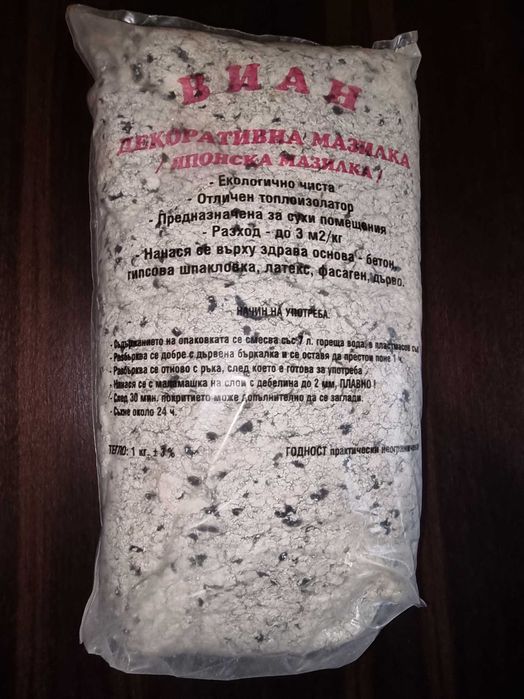 ВИАН
ДЕКОРАТИВНА МАЗИЛКА
/ ЯПОНСКА МАЗИЛКА /
- Екологично чиста
- Отличен топлоизолатор
- Предназначена за сухи помещения
- Разход - до 3 м2/кг
- Нанася се върху здрава основа - бетон,
гипсова шпакловка, латекс, фасаген, дърво.
НАЧИН НА УПОТРЕБА:
- Съдържанието на опаковката се смесва със 7 л. гореща вода, в пластмасов съд
- Разбърква се добре с дървена бъркалка и се оставя да престои поне 1 ч.
- Разбърква се отново с ръка, след което е готова за употреба
- Нанася се с маламашка на слой с дебелина до 2 мм, ПЛАВНО !
- След 30 мин. покритието може допълнително да се заглади.
- Съхне около 24 ч.
ТЕГЛО: 1 кг. ± 3 %
ГОДНОСТ практически неограничена